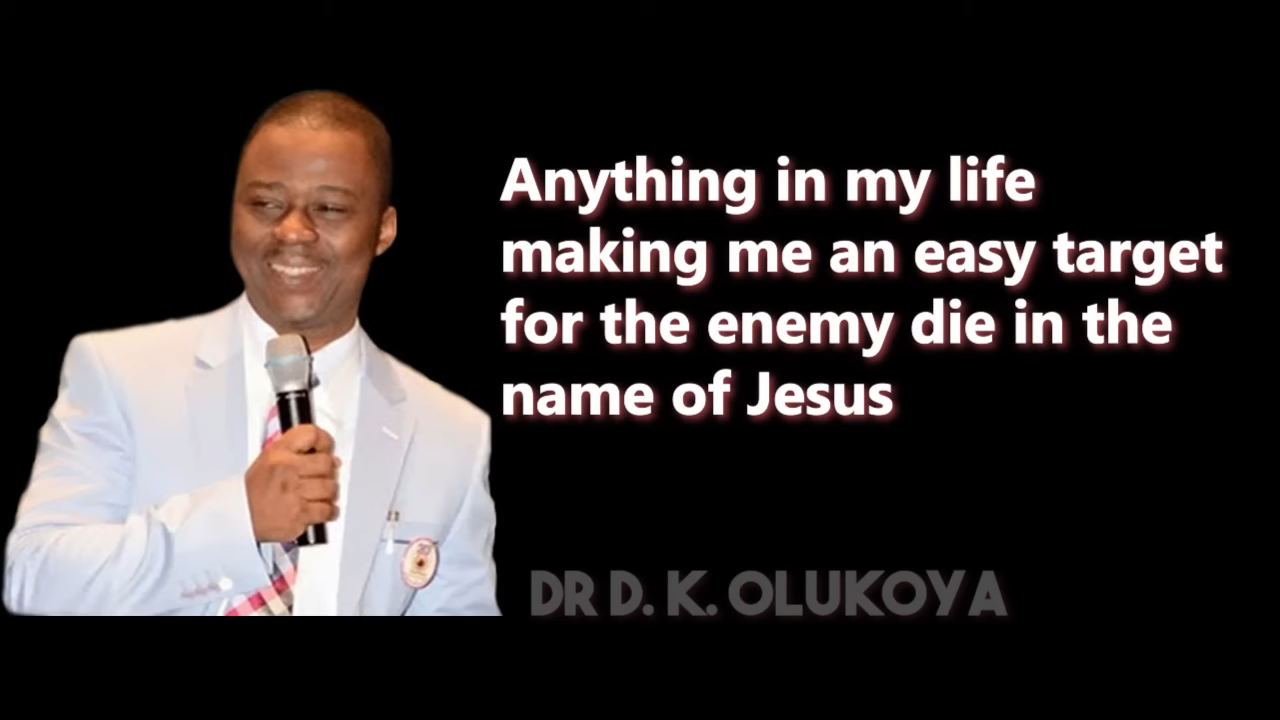 Anything in my life
making me an easy target
for the enemy die in the
name of Jesus
DR D. K. OLUKOYA